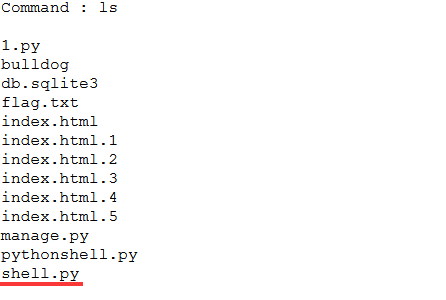 Command : ls
1.py
bulldog
db.sqlite3
flag.txt
index.html
index.html.1
index.html.2
index.html.3
index.html.4
index.html.5
manage.py
pythonshell.py
shell.py